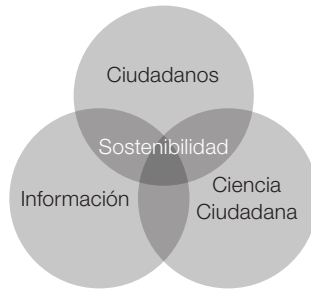 Ciudadanos
Sostenibilidad
Información
Ciencia
Ciudadana